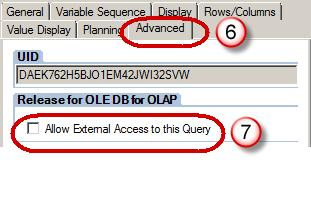 General Variable Sequence Display Rows/Columns
Value Display Planning Advanced
6
UID
DAEK762H5BJO1EM42JWI32SVW
Release for OLE DB for OLAP
Allow External Access to this Query
7